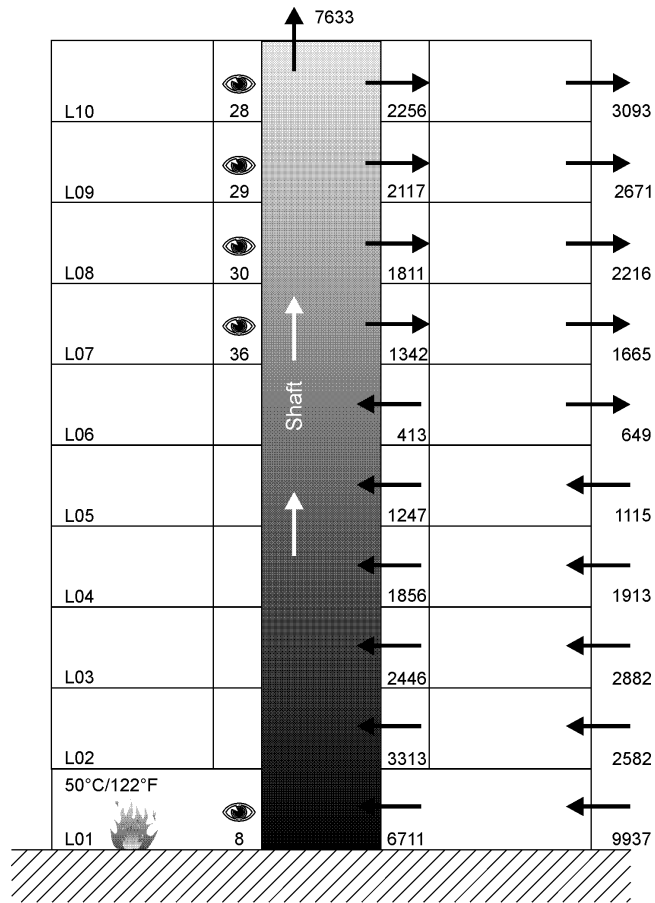 7633
L10 28 2256 3093
L09 29 2117 2671
L08 30 1811 2216
L07 36 1342 1665
Shaft
L06 413 649
L05 1247 1115
L04 1856 1913
L03 2446 2882
L02 3313 2582
50°C/122°F
L01 8 6711 9937